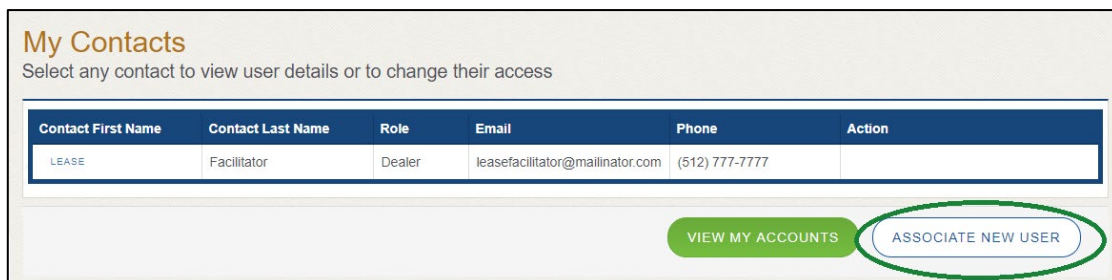 My Contacts
Select any contact to view user details or to change their access
Contact First Name Contact Last Name Role Email Phone Action
LEASE Facilitator Dealer leasefacilitator@mailinator.com (512) 777-7777
VIEW MY ACCOUNTS ASSOCIATE NEW USER